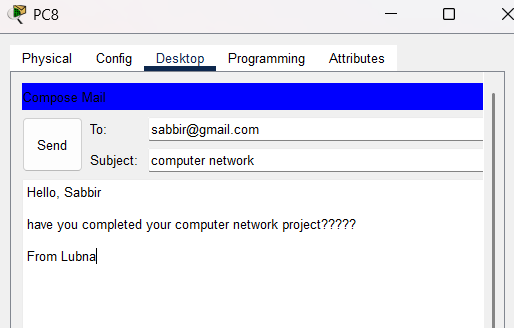 PC8
Physical Config Desktop Programming Attributes
Compose Mail
Send
To: sabbir@gmail.com
Subject: computer network
Hello, Sabbir
have you completed your computer network project?????
From Lubna